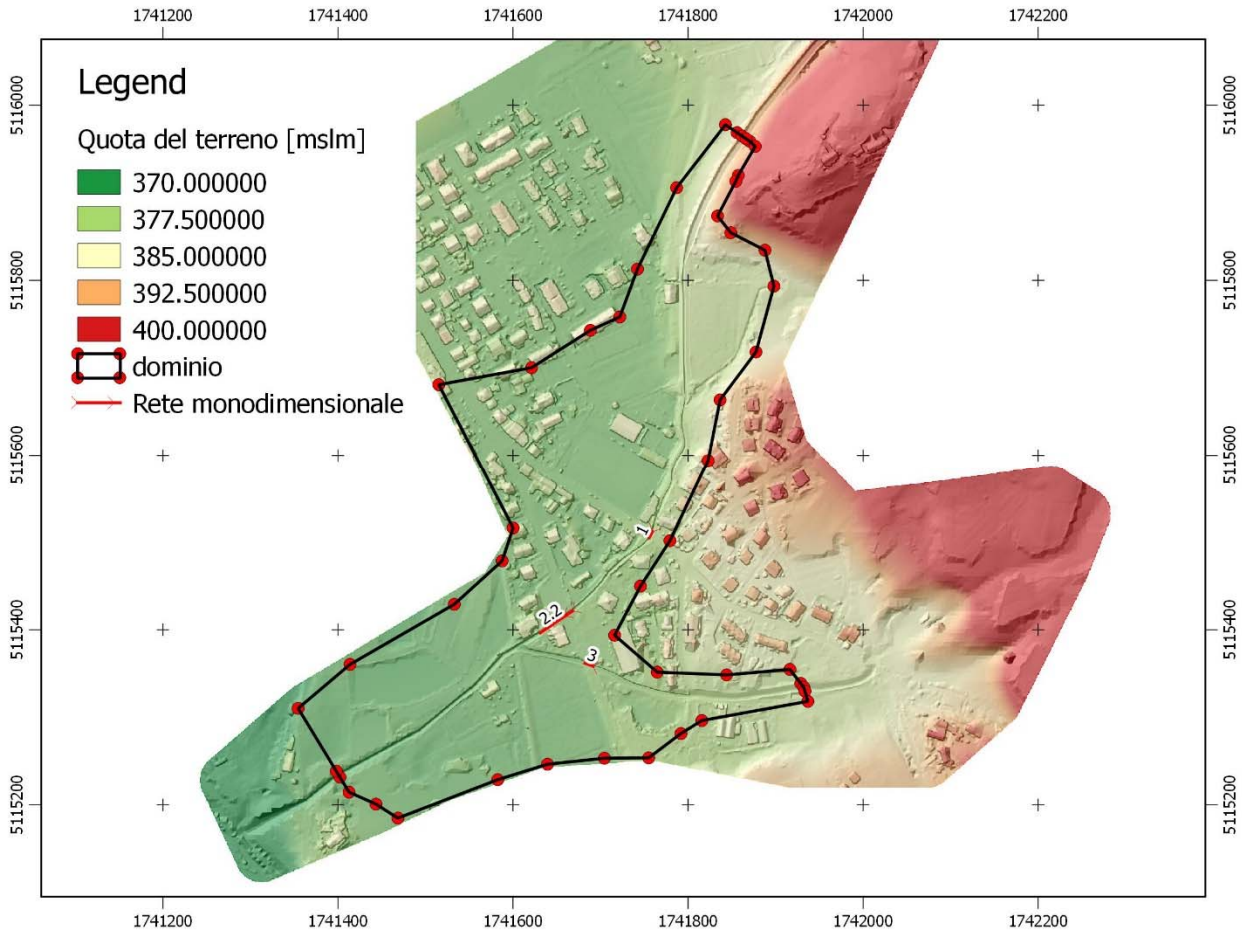 1741200 1741400 1741600 1741800 1742000 1742200
5116000 5116000
Legend
Quota del terreno [mslm]
370.000000
377.500000
385.000000
392.500000
400.000000
dominio
Rete monodimensionale
5115800 5115800
5115600 5115600
1
5115400 5115400
2.2
3
5115200 5115200
1741200 1741400 1741600 1741800 1742000 1742200